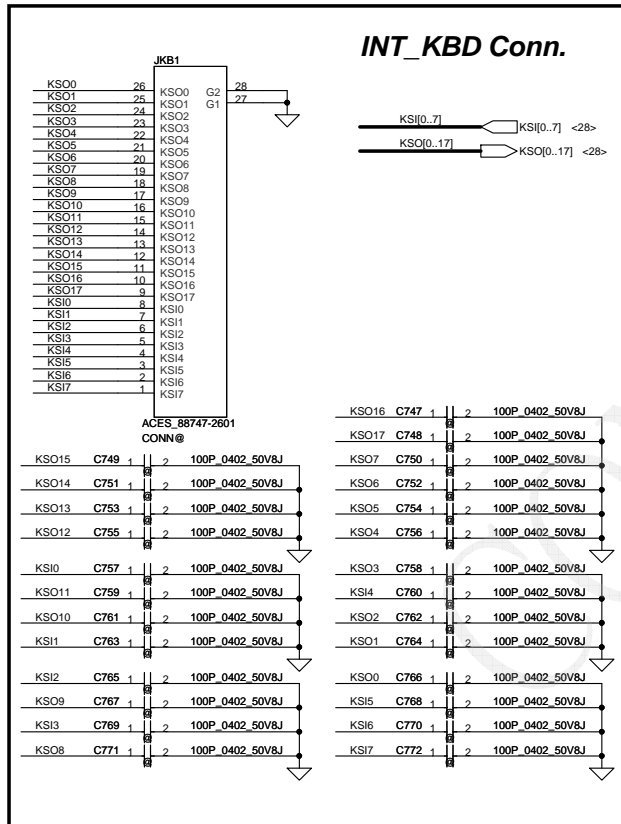 INT_KBD Conn.
JKB1
KSO0 26 KSO0 G2 28
KSO1 25 KSO1 G1 27
KSO2 24 KSO2
KSO3 23 KSO3
KSO4 22 KSO4
KSO5 21 KSO5
KSO6 20 KSO6
KSO7 19 KSO7
KSO8 18 KSO8
KSO9 17 KSO9
KSO10 16 KSO10
KSO11 15 KSO11
KSO12 14 KSO12
KSO13 13 KSO13
KSO14 12 KSO14
KSO15 11 KSO15
KSO16 10 KSO16
KSO17 9 KSO17
KSI0 8 KSI0
KSI1 7 KSI1
KSI2 6 KSI2
KSI3 5 KSI3
KSI4 4 KSI4
KSI5 3 KSI5
KSI6 2 KSI6
KSI7 1 KSI7
ACES_88747-2601
CONN@
KSI[0..7] KSI[0..7] <28>
KSO[0..17] KSO[0..17] <28>
KSO15 C749 1 @ 2 100P_0402_50V8J
KSO14 C751 1 @ 2 100P_0402_50V8J
KSO13 C753 1 @ 2 100P_0402_50V8J
KSO12 C755 1 @ 2 100P_0402_50V8J
KSI0 C757 1 @ 2 100P_0402_50V8J
KSO11 C759 1 @ 2 100P_0402_50V8J
KSO10 C761 1 @ 2 100P_0402_50V8J
KSI1 C763 1 @ 2 100P_0402_50V8J
KSI2 C765 1 @ 2 100P_0402_50V8J
KSO9 C767 1 @ 2 100P_0402_50V8J
KSI3 C769 1 @ 2 100P_0402_50V8J
KSO8 C771 1 @ 2 100P_0402_50V8J
KSO16 C747 1 @ 2 100P_0402_50V8J
KSO17 C748 1 @ 2 100P_0402_50V8J
KSO7 C750 1 @ 2 100P_0402_50V8J
KSO6 C752 1 @ 2 100P_0402_50V8J
KSO5 C754 1 @ 2 100P_0402_50V8J
KSO4 C756 1 @ 2 100P_0402_50V8J
KSO3 C758 1 @ 2 100P_0402_50V8J
KSI4 C760 1 @ 2 100P_0402_50V8J
KSO2 C762 1 @ 2 100P_0402_50V8J
KSO1 C764 1 @ 2 100P_0402_50V8J
KSO0 C766 1 @ 2 100P_0402_50V8J
KSI5 C768 1 @ 2 100P_0402_50V8J
KSI6 C770 1 @ 2 100P_0402_50V8J
KSI7 C772 1 @ 2 100P_0402_50V8J